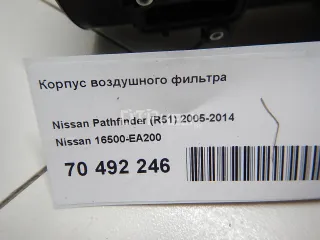 Корпус воздушного фильтра
Nissan Pathfinder (R51) 2005-2014
Nissan 16500-EA200
70 492 246